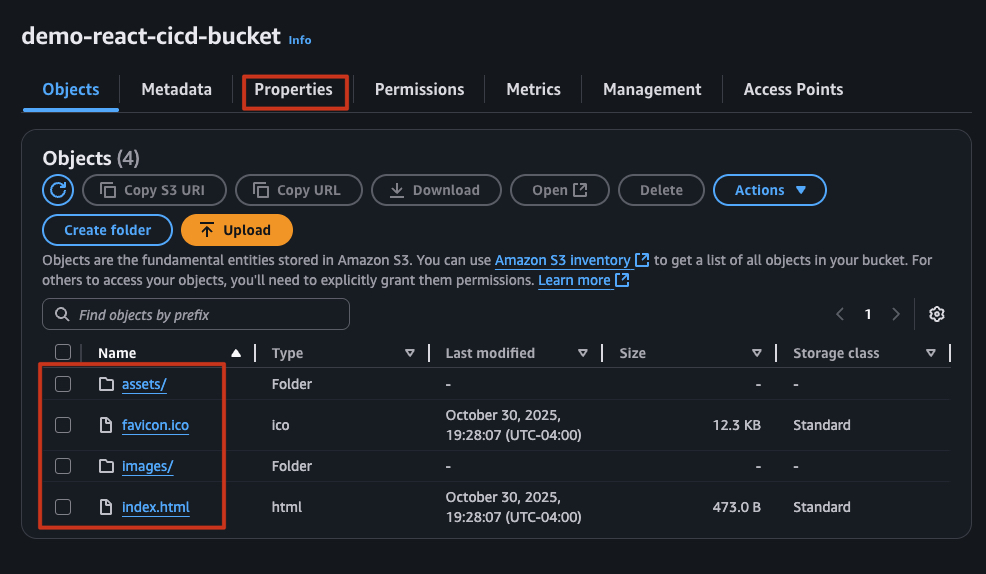 demo-react-cicd-bucket Info
Objects Metadata Properties Permissions Metrics Management Access Points
Objects (4)
Copy S3 URI Copy URL Download Open Delete Actions
Create folder Upload
Objects are the fundamental entities stored in Amazon S3. You can use Amazon S3 inventory to get a list of all objects in your bucket. For
others to access your objects, you'll need to explicitly grant them permissions. Learn more
Find objects by prefix 1
Name Type Last modified Size Storage class
assets/ Folder - - -
favicon.ico ico October 30, 2025, 19:28:07 (UTC-04:00) 12.3 KB Standard
images/ Folder - - -
index.html html October 30, 2025, 19:28:07 (UTC-04:00) 473.0 B Standard